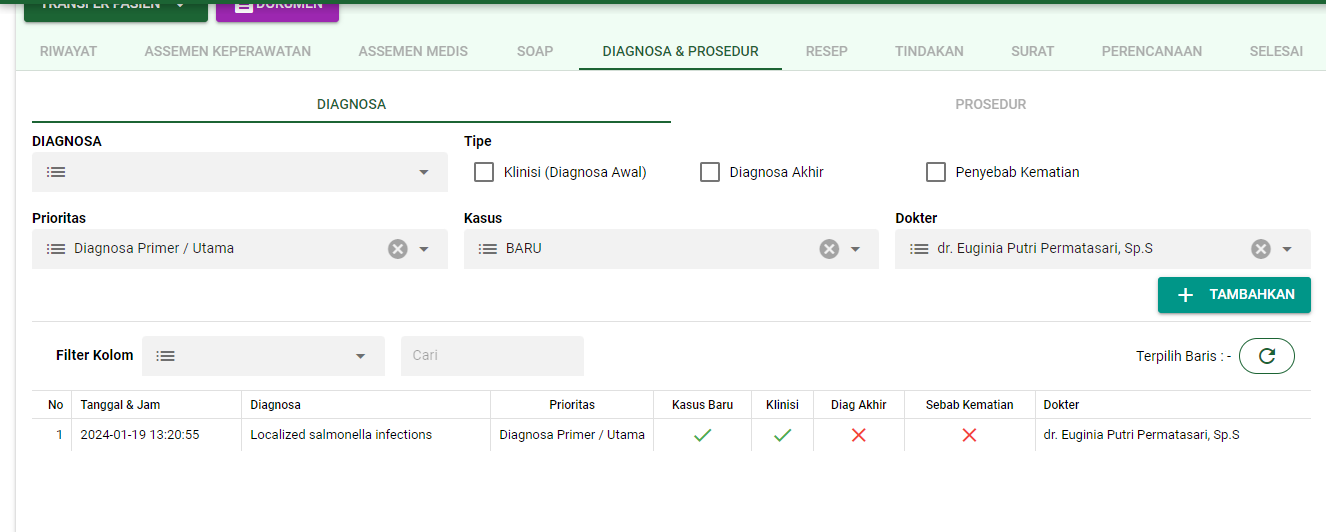 TRANSFER PASIEN DOKUMEN
RIWAYAT ASSEMEN KEPERAWATAN ASSEMEN MEDIS SOAP DIAGNOSA & PROSEDUR RESEP TINDAKAN SURAT PERENCANAAN SELESAI
DIAGNOSA PROSEDUR
DIAGNOSA Tipe
Klinisi (Diagnosa Awal) Diagnosa Akhir Penyebab Kematian
Prioritas Kasus Dokter
Diagnosa Primer / Utama BARU dr. Euginia Putri Permatasari, Sp.S
TAMBAHKAN
Filter Kolom Cari Terpilih Baris : -
No Tanggal & Jam Diagnosa Prioritas Kasus Baru Klinisi Diag Akhir Sebab Kematian Dokter
1 2024-01-19 13:20:55 Localized salmonella infections Diagnosa Primer / Utama dr. Euginia Putri Permatasari, Sp.S